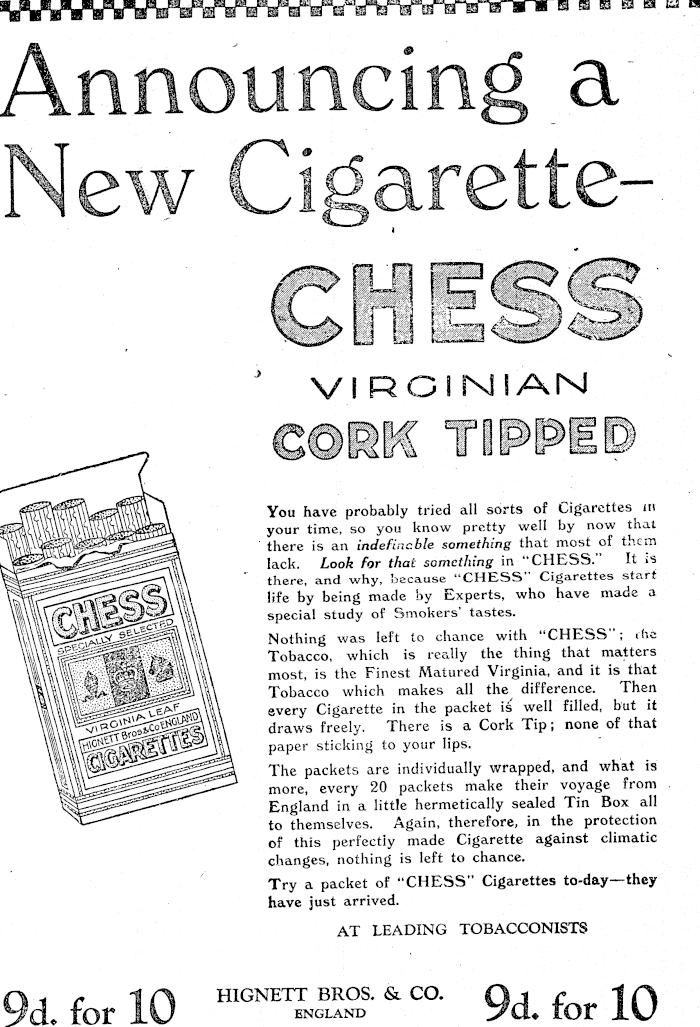 Announcing a
New Cigarette–
CHESS
VIRGINIAN
CORK TIPPED
CHESS
SPECIALLY SELECTED
VIRGINIA LEAF
HIGNETT Bros & Co ENGLAND
CIGARETTES
You have probably tried all sorts of Cigarettes in
your time, so you know pretty well by now that
there is an indefinable something that most of them
lack. Look for that something in "CHESS." It is
there, and why, because "CHESS" Cigarettes start
life by being made by Experts, who have made a
special study of Smokers' tastes.
Nothing was left to chance with "CHESS"; the
Tobacco, which is really the thing that matters
most, is the Finest Matured Virginia, and it is that
Tobacco which makes all the difference. Then
every Cigarette in the packet is well filled, but it
draws freely. There is a Cork Tip; none of that
paper sticking to your lips.
The packets are individually wrapped, and what is
more, every 20 packets make their voyage from
England in a little hermetically sealed Tin Box all
to themselves. Again, therefore, in the protection
of this perfectly made Cigarette against climatic
changes, nothing is left to chance.
Try a packet of "CHESS" Cigarettes to-day—they
have just arrived.
AT LEADING TOBACCONISTS
9d. for 10
HIGNETT BROS. & CO.
ENGLAND
9d. for 10